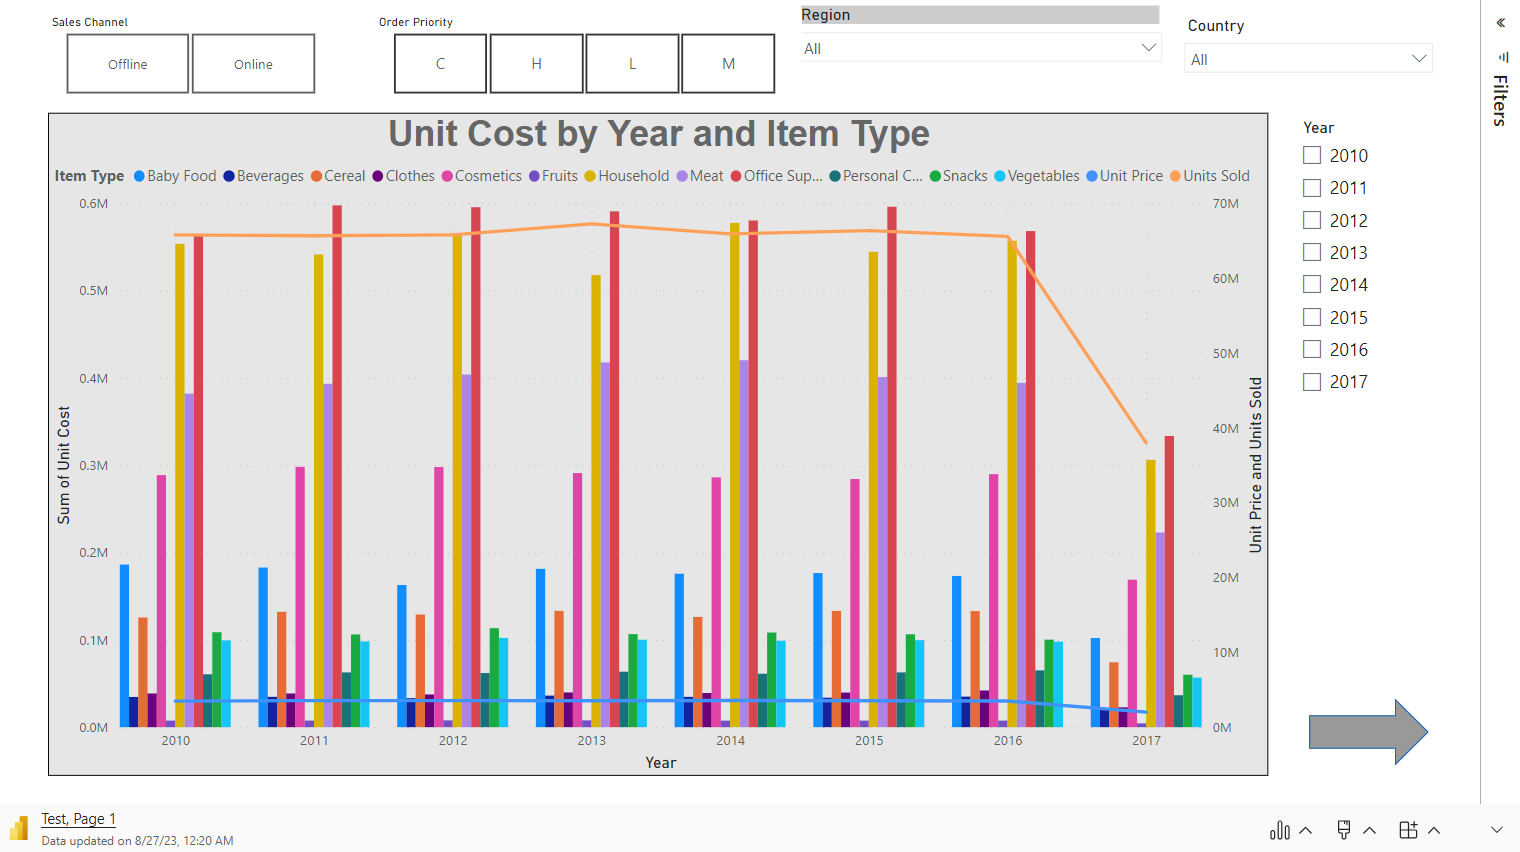 Sales Channel
Offline
Online
Order Priority
C
H
L
M
Region
All
Country
All
Filters
Unit Cost by Year and Item Type
Item Type Baby Food Beverages Cereal Clothes Cosmetics Fruits Household Meat Office Sup... Personal C... Snacks Vegetables Unit Price Units Sold
Sum of Unit Cost
0.6M
0.5M
0.4M
0.3M
0.2M
0.1M
0.0M
70M
60M
50M
40M
30M
20M
10M
0M
Unit Price and Units Sold
2010 2011 2012 2013 2014 2015 2016 2017
Year
Year
2010
2011
2012
2013
2014
2015
2016
2017
Test, Page 1
Data updated on 8/27/23, 12:20 AM